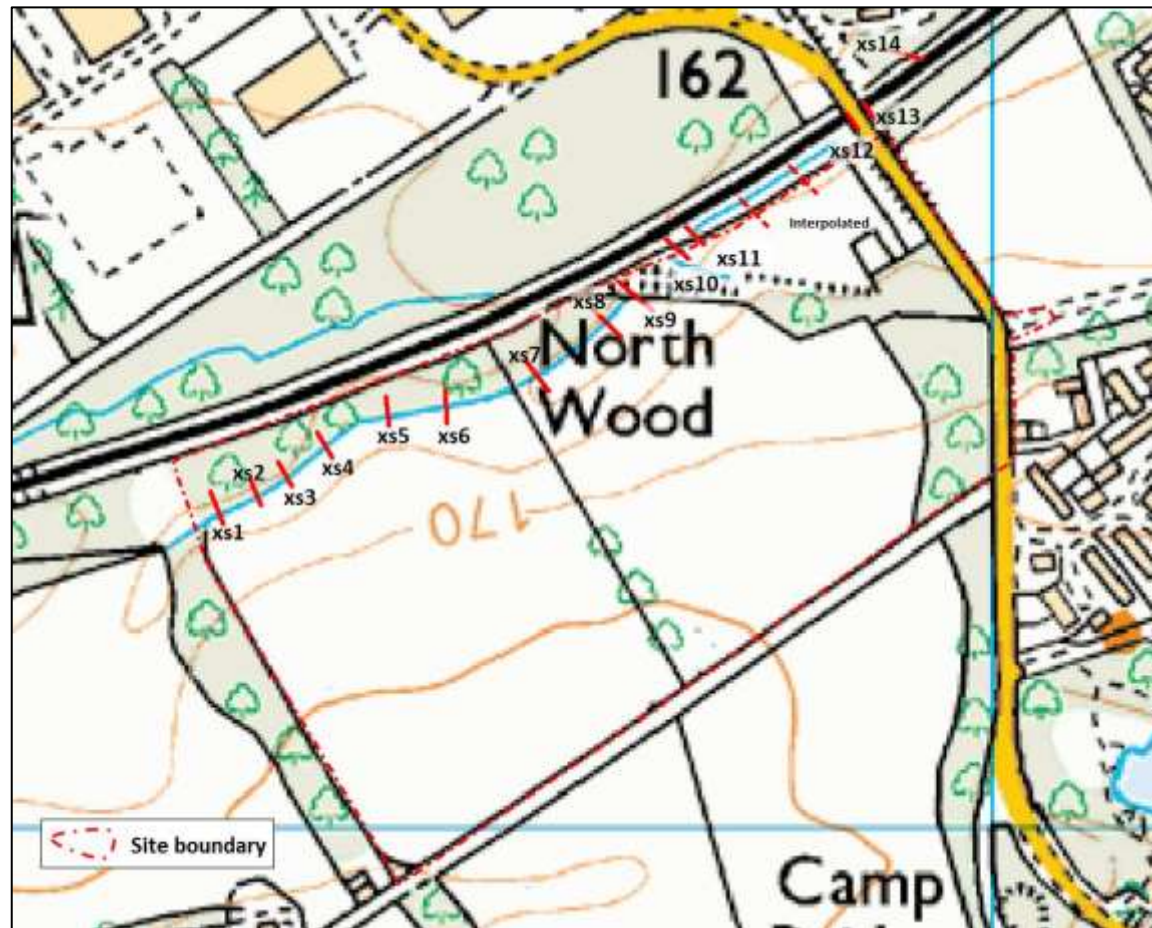 xs14
162
xs13
xs12
Interpolated
xs11
xs10
xs8
xs9
xs7
North
Wood
xs5
xs6
xs4
xs2
xs3
xs1
170
Site boundary
Camp